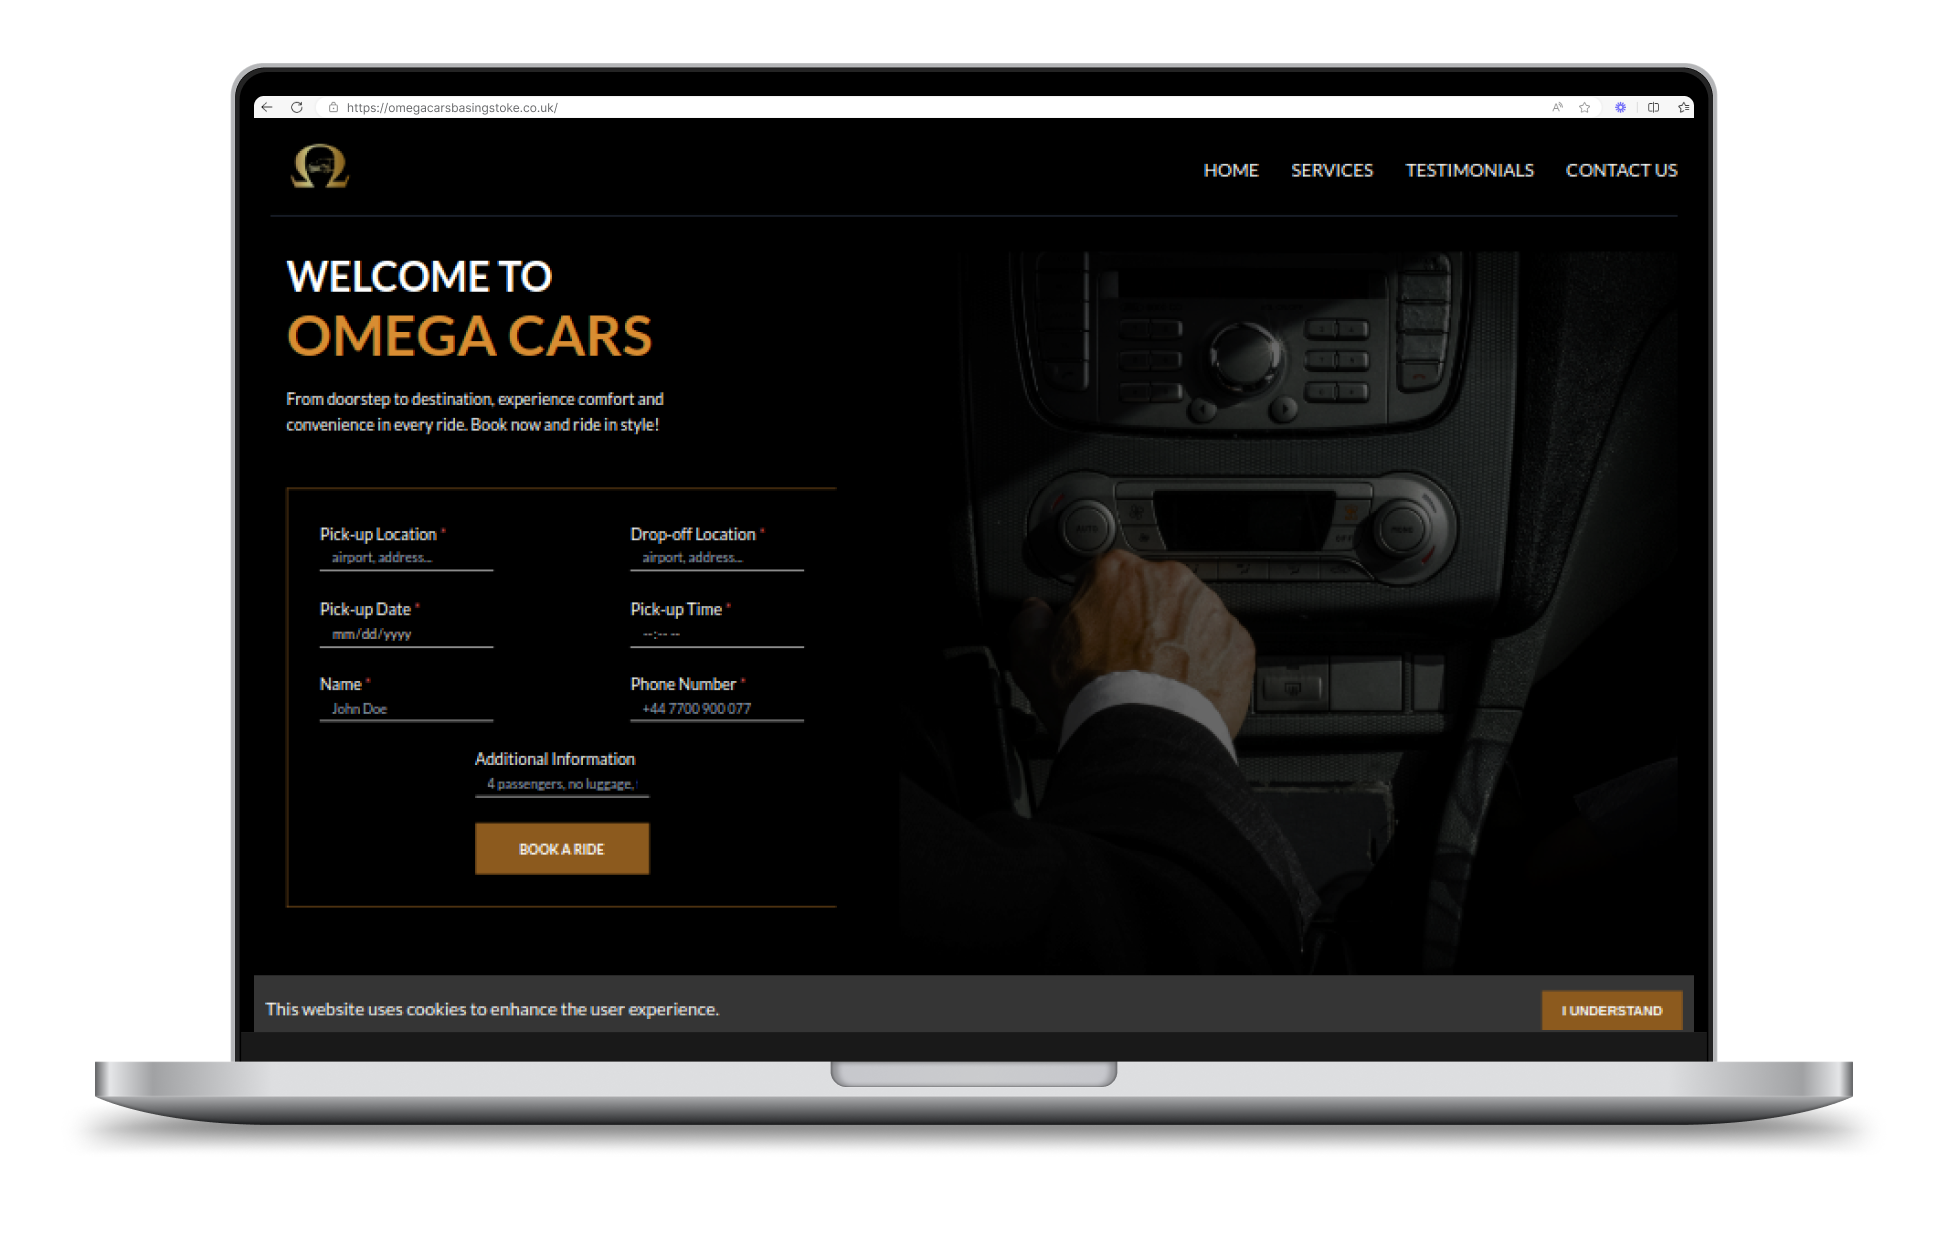 https://omegacarsbasingstoke.co.uk/
HOME SERVICES TESTIMONIALS CONTACT US
WELCOME TO
OMEGA CARS
From doorstep to destination, experience comfort and
convenience in every ride. Book now and ride in style!
Pick-up Location * Drop-off Location *
airport, address... airport, address...
Pick-up Date * Pick-up Time *
mm/dd/yyyy --:-- --
Name * Phone Number *
John Doe +44 7700 900 077
Additional Information
4 passengers, no luggage,
BOOK A RIDE
AUTO
OFF
MENU
This website uses cookies to enhance the user experience.
I UNDERSTAND